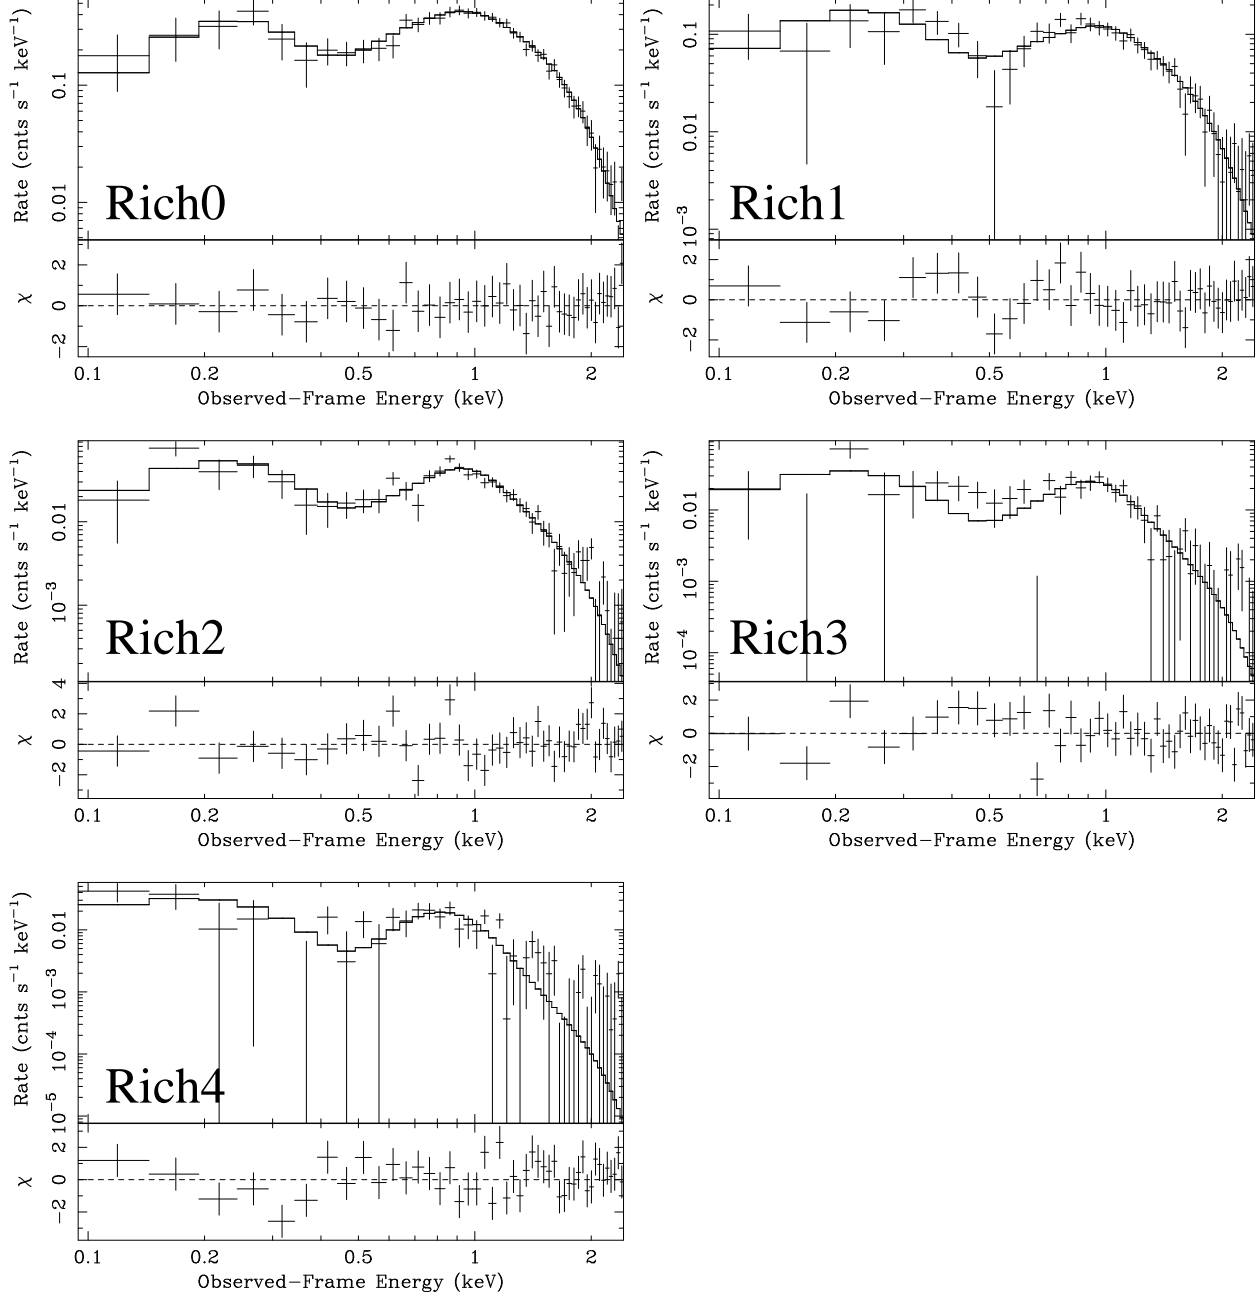 Rate (cnts s⁻¹ keV⁻¹)
0.1
0.01
Rich0
χ
2
0
−2
0.1 0.2 0.5 1 2
Observed−Frame Energy (keV)
Rate (cnts s⁻¹ keV⁻¹)
0.1
0.01
10⁻³
Rich1
χ
2
0
−2
0.1 0.2 0.5 1 2
Observed−Frame Energy (keV)
Rate (cnts s⁻¹ keV⁻¹)
0.01
10⁻³
Rich2
χ
4
2
0
−2
0.1 0.2 0.5 1 2
Observed−Frame Energy (keV)
Rate (cnts s⁻¹ keV⁻¹)
0.01
10⁻³
10⁻⁴
Rich3
χ
2
0
−2
0.1 0.2 0.5 1 2
Observed−Frame Energy (keV)
Rate (cnts s⁻¹ keV⁻¹)
0.01
10⁻³
10⁻⁴
10⁻⁵
Rich4
χ
2
0
−2
0.1 0.2 0.5 1 2
Observed−Frame Energy (keV)